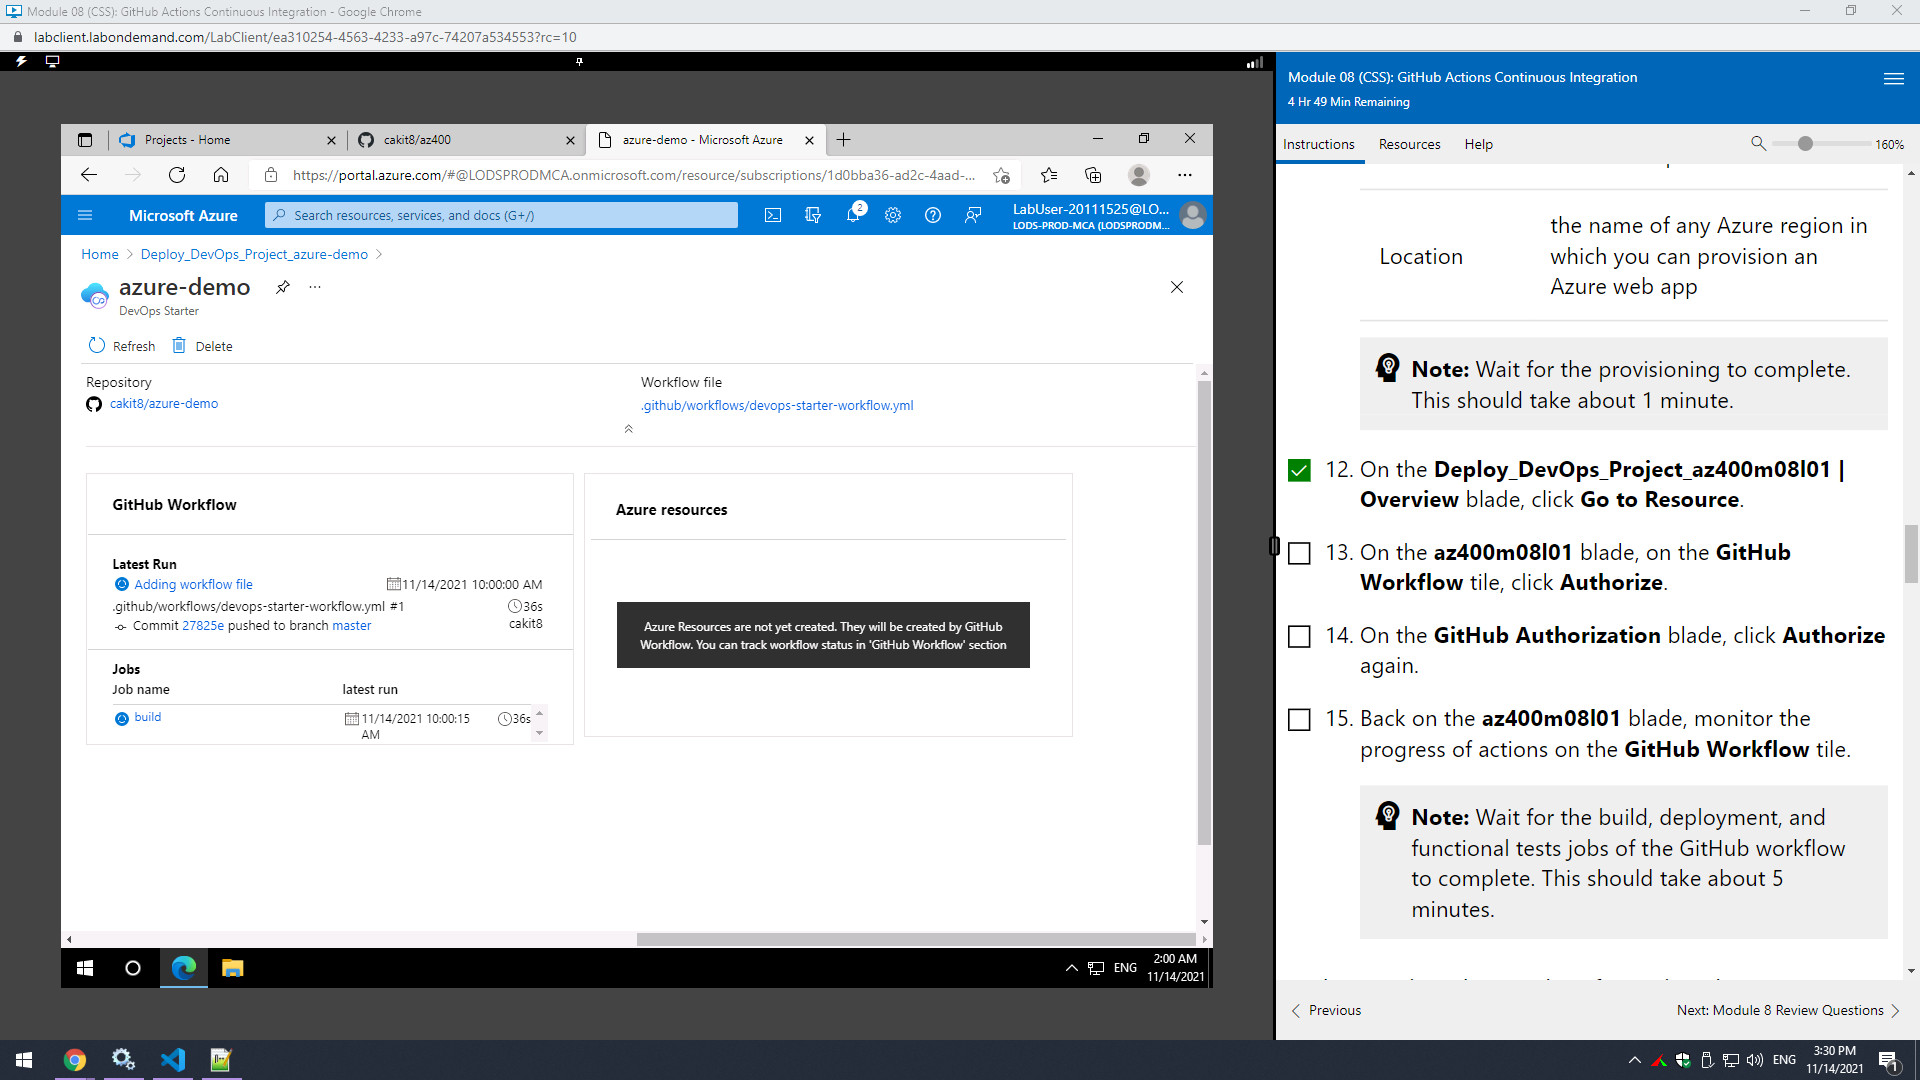 Module 08 (CSS): GitHub Actions Continuous Integration - Google Chrome
labclient.labondemand.com/LabClient/ea310254-4563-4233-a97c-74207a534553?rc=10
Projects - Home
cakit8/az400
azure-demo - Microsoft Azure
https://portal.azure.com/#@LODSPRODMCA.onmicrosoft.com/resource/subscriptions/1d0bba36-ad2c-4aad-...
Microsoft Azure
Search resources, services, and docs (G+/)
2
LabUser-20111525@LO...
LODS-PROD-MCA (LODSPRODM...
Home > Deploy_DevOps_Project_azure-demo >
azure-demo
...
DevOps Starter
Refresh
Delete
Repository
cakit8/azure-demo
Workflow file
.github/workflows/devops-starter-workflow.yml
GitHub Workflow
Latest Run
Adding workflow file
11/14/2021 10:00:00 AM
.github/workflows/devops-starter-workflow.yml #1
36s
Commit 27825e pushed to branch master
cakit8
Jobs
Job name
latest run
build
11/14/2021 10:00:15
AM
36s
Azure resources
Azure Resources are not yet created. They will be created by GitHub
Workflow. You can track workflow status in 'GitHub Workflow' section
ENG
2:00 AM
11/14/2021
Module 08 (CSS): GitHub Actions Continuous Integration
4 Hr 49 Min Remaining
Instructions
Resources
Help
160%
Location
the name of any Azure region in
which you can provision an
Azure web app
Note: Wait for the provisioning to complete.
This should take about 1 minute.
12. On the Deploy_DevOps_Project_az400m08l01 |
Overview blade, click Go to Resource.
13. On the az400m08l01 blade, on the GitHub
Workflow tile, click Authorize.
14. On the GitHub Authorization blade, click Authorize
again.
15. Back on the az400m08l01 blade, monitor the
progress of actions on the GitHub Workflow tile.
Note: Wait for the build, deployment, and
functional tests jobs of the GitHub workflow
to complete. This should take about 5
minutes.
Previous
Next: Module 8 Review Questions
ENG
3:30 PM
11/14/2021
1